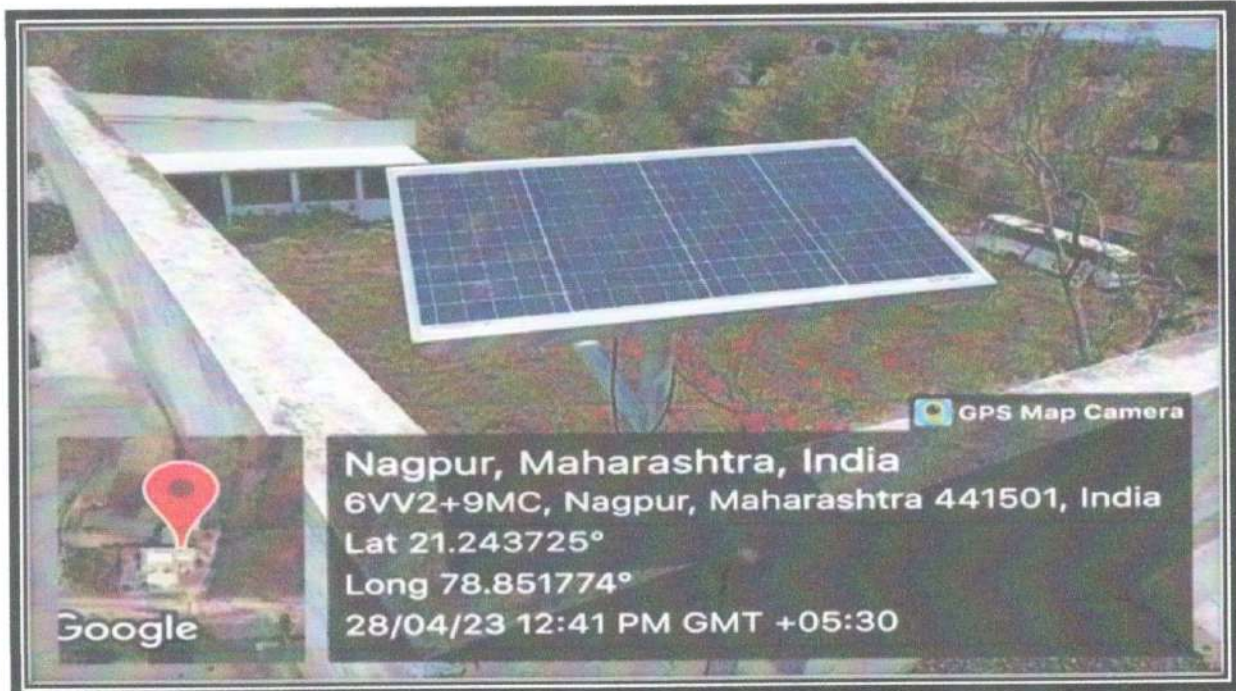 GPS Map Camera
Nagpur, Maharashtra, India
6VV2+9MC, Nagpur, Maharashtra 441501, India
Lat 21.243725°
Long 78.851774°
28/04/23 12:41 PM GMT +05:30
Google